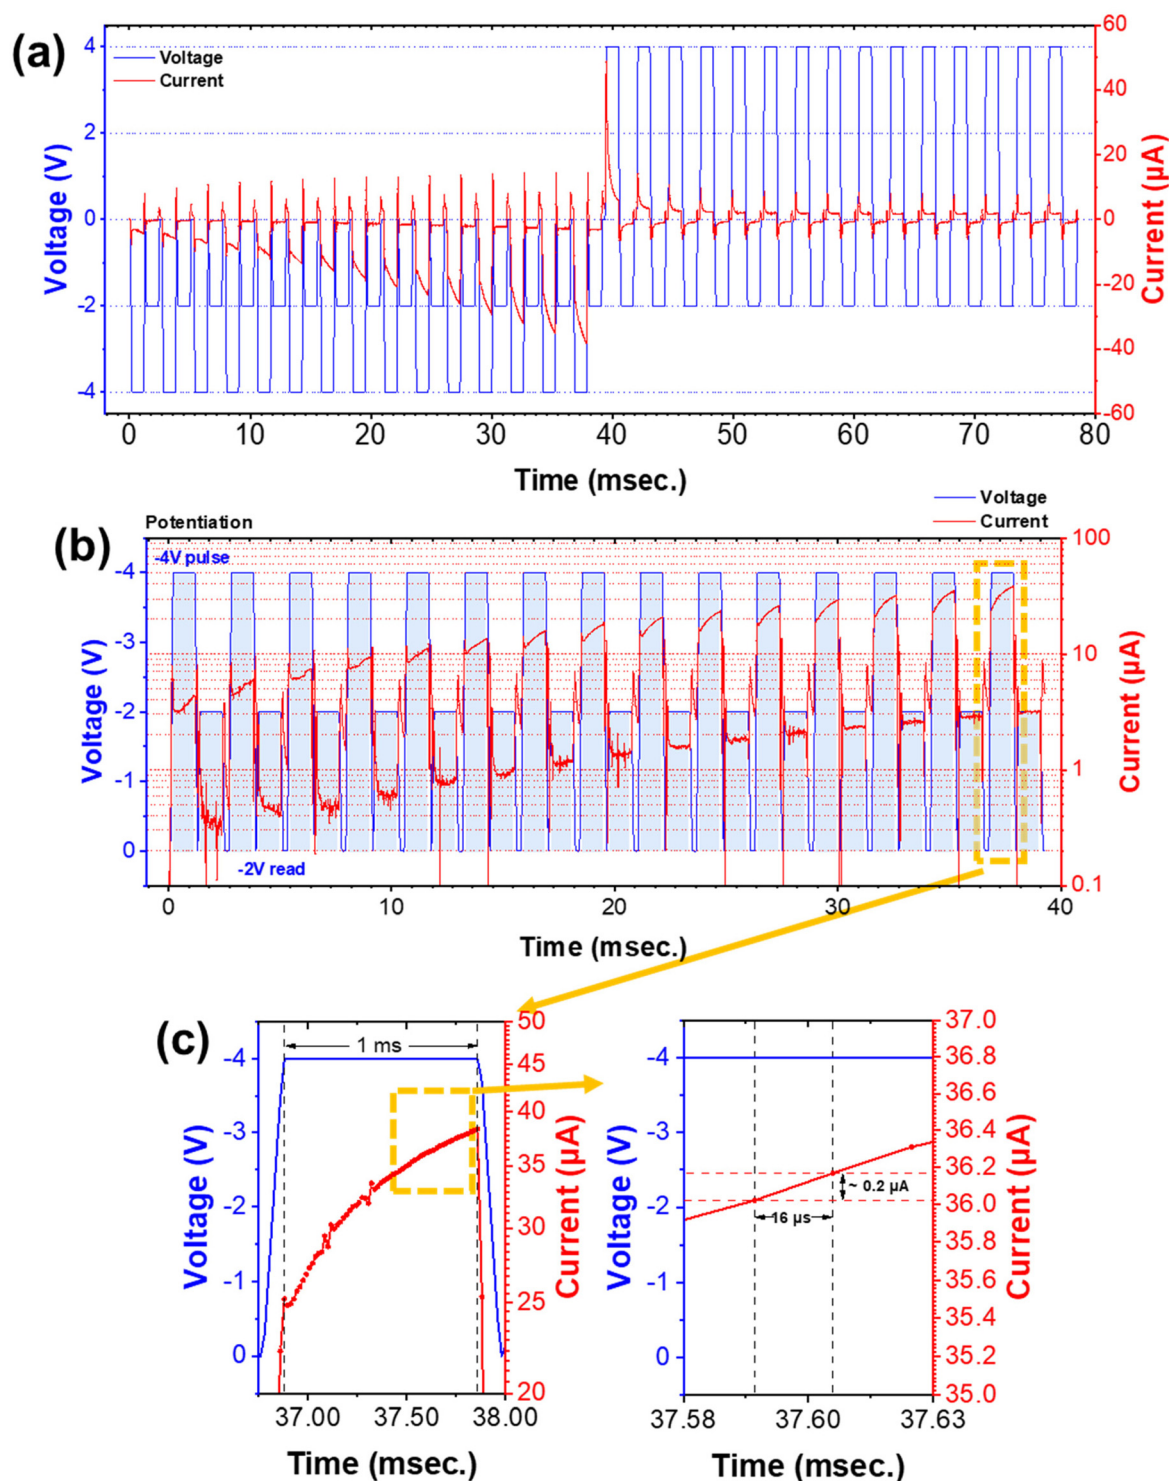 (a)
Voltage
Current
Voltage (V)
4
2
0
-2
-4
Current (µA)
60
40
20
0
-20
-40
-60
0 10 20 30 40 50 60 70 80
Time (msec.)
(b)
Potentiation
Voltage
Current
-4V pulse
-2V read
Voltage (V)
-4
-3
-2
-1
0
Current (µA)
100
10
1
0.1
0 10 20 30 40
Time (msec.)
(c)
1 ms
Voltage (V)
-4
-3
-2
-1
0
Current (µA)
50
45
40
35
30
25
20
37.00 37.50 38.00
Time (msec.)
Voltage (V)
-4
-3
-2
-1
0
~ 0.2 µA
16 µs
Current (µA)
37.0
36.8
36.6
36.4
36.2
36.0
35.8
35.6
35.4
35.2
35.0
37.58 37.60 37.63
Time (msec.)